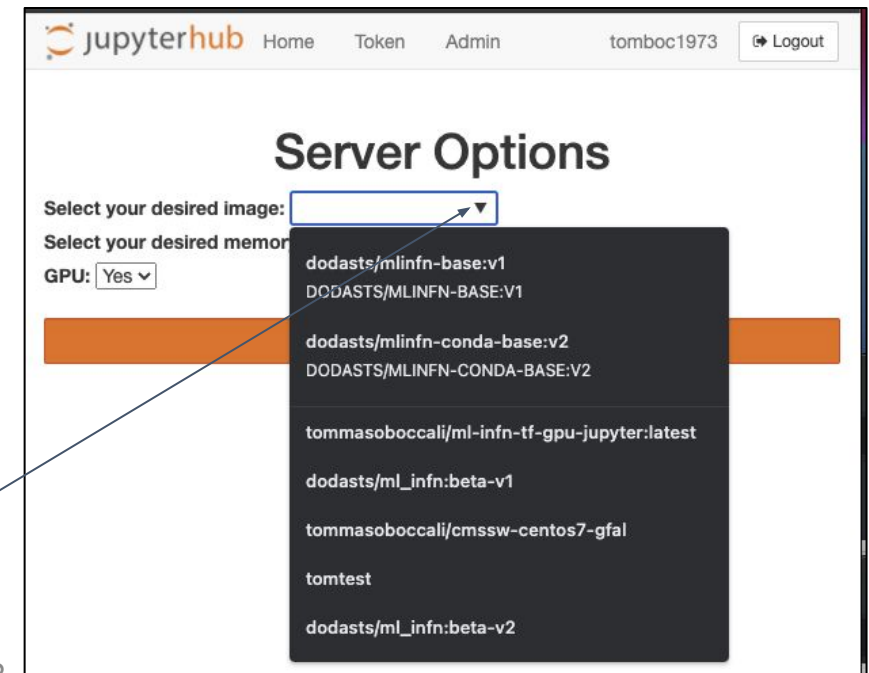 jupyterhub Home Token Admin tomboc1973 Logout
Server Options
Select your desired image:
Select your desired memor
GPU: Yes
dodasts/mlinfn-base:v1
DODASTS/MLINFN-BASE:V1
dodasts/mlinfn-conda-base:v2
DODASTS/MLINFN-CONDA-BASE:V2
tommasoboccali/ml-infn-tf-gpu-jupyter:latest
dodasts/ml_infn:beta-v1
tommasoboccali/cmssw-centos7-gfal
tomtest
dodasts/ml_infn:beta-v2